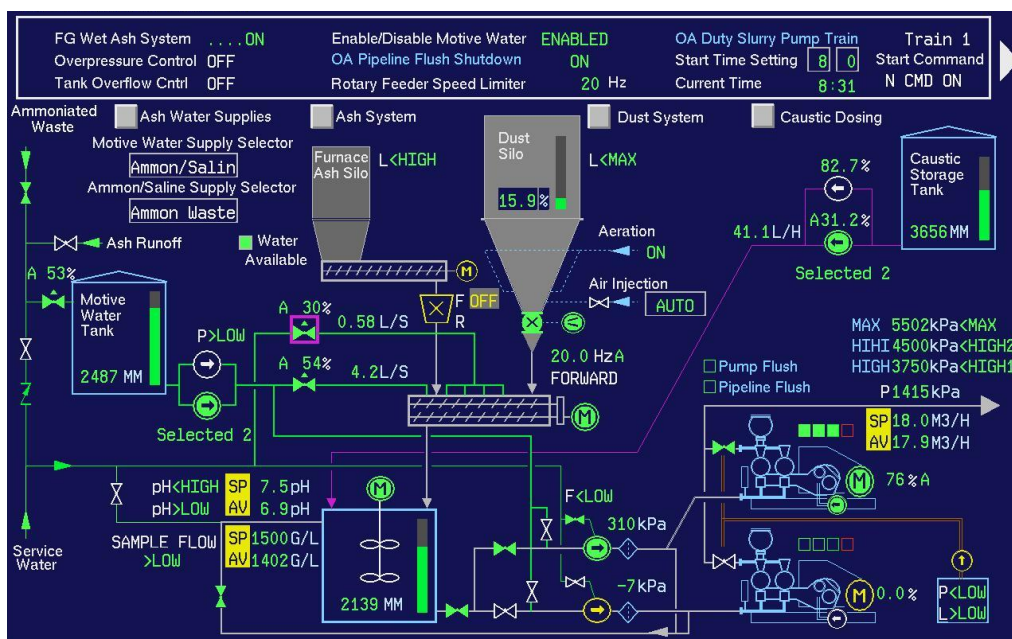 FG Wet Ash System ....ON
Overpressure Control OFF
Tank Overflow Cntrl OFF
Enable/Disable Motive Water ENABLED
OA Pipeline Flush Shutdown ON
Rotary Feeder Speed Limiter 20 Hz
OA Duty Slurry Pump Train
Start Time Setting 8 0
Current Time 8:31
Train 1
Start Command
N CMD ON
Ammoniated
Waste
Ash Water Supplies
Ash System
Dust System
Caustic Dosing
Motive Water Supply Selector
Ammon/Salin
Ammon/Saline Supply Selector
Ammon Waste
Furnace
Ash Silo
L<HIGH
Dust
Silo
15.9%
L<MAX
82.7%
A31.2%
41.1L/H
Selected 2
Caustic
Storage
Tank
3656MM
Ash Runoff
Water
Available
Aeration
ON
Air Injection
AUTO
A 53%
Motive
Water
Tank
2487 MM
P>LOW
Selected 2
A 30%
0.58 L/S
A 54%
4.2L/S
M
F OFF
R
20.0 HzA
FORWARD
M
MAX 5502kPa<MAX
HIHI4500kPa<HIGH2
HIGH3750kPa<HIGH1
Pump Flush
Pipeline Flush
P1415kPa
SP 18.0M3/H
AV 17.9M3/H
M
76%A
pH<HIGH SP 7.5pH
pH>LOW AV 6.9pH
SAMPLE FLOW SP 1500G/L
>LOW AV 1402G/L
M
2139 MM
F<LOW
310kPa
-7kPa
M
0.0%
P<LOW
L>LOW
Service
Water